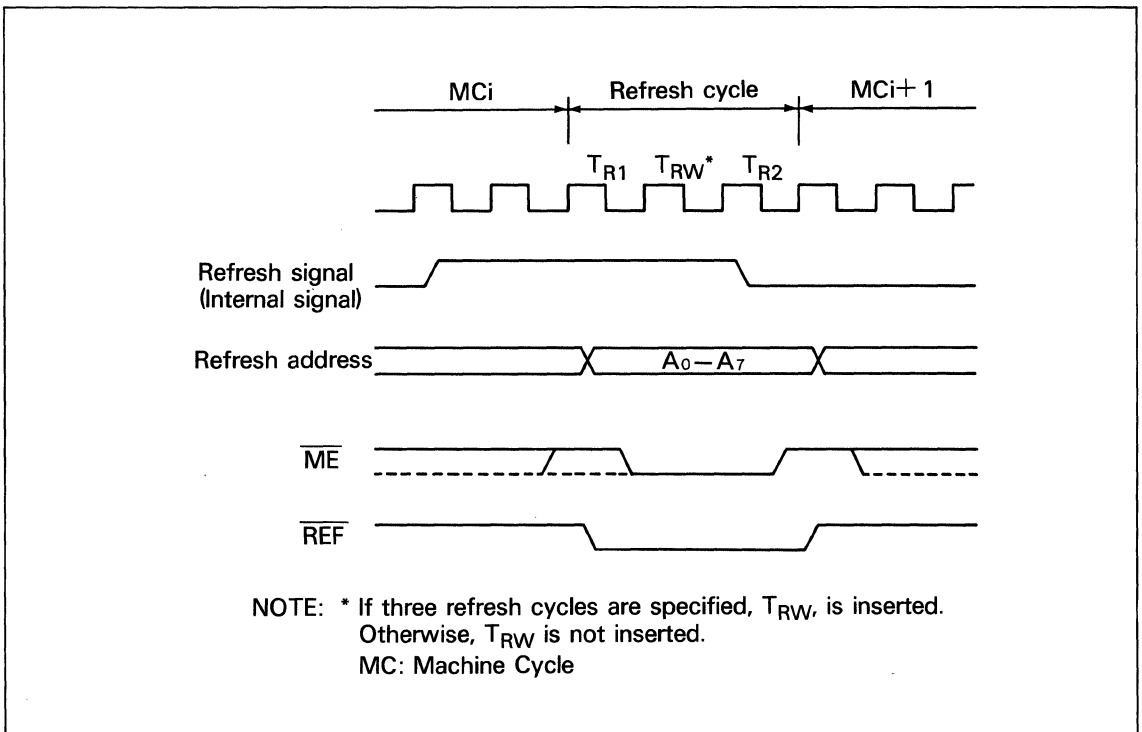 MCi Refresh cycle MCi+1
TR1 TRW* TR2
Refresh signal
(Internal signal)
Refresh address A0–A7
ME
REF
NOTE: * If three refresh cycles are specified, TRW, is inserted.
Otherwise, TRW is not inserted.
MC: Machine Cycle